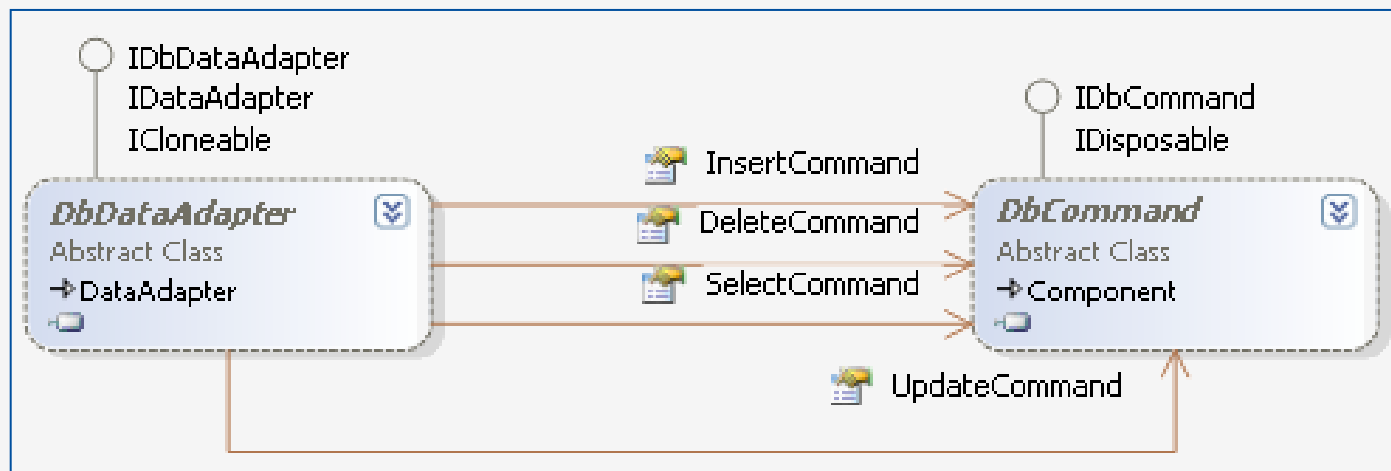 IDbDataAdapter
IDataAdapter
ICloneable
IDbCommand
IDisposable
InsertCommand
DbDataAdapter
Abstract Class
DataAdapter
DeleteCommand
SelectCommand
DbCommand
Abstract Class
Component
UpdateCommand